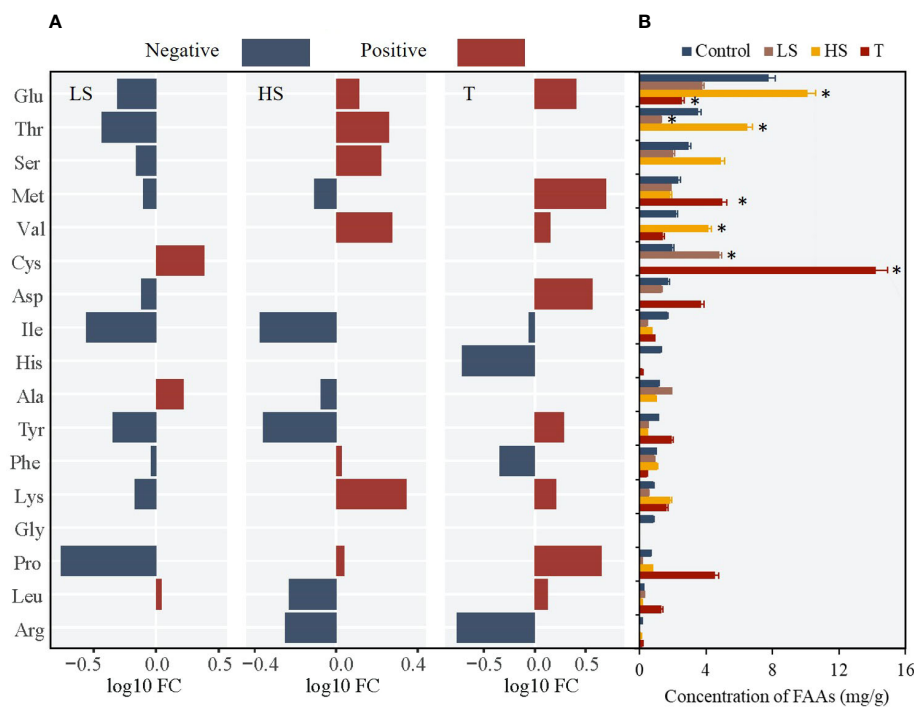 A
B
Negative Positive
Control LS HS T
LS HS T
Glu
*
*
Thr
*
*
Ser
Met
*
Val
*
Cys
*
*
Asp
Ile
His
Ala
Tyr
Phe
Lys
Gly
Pro
Leu
Arg
−0.5 0.0 0.5 −0.4 0.0 0.4 −0.5 0.0 0.5 0 4 8 12 16
log10 FC log10 FC log10 FC Concentration of FAAs (mg/g)